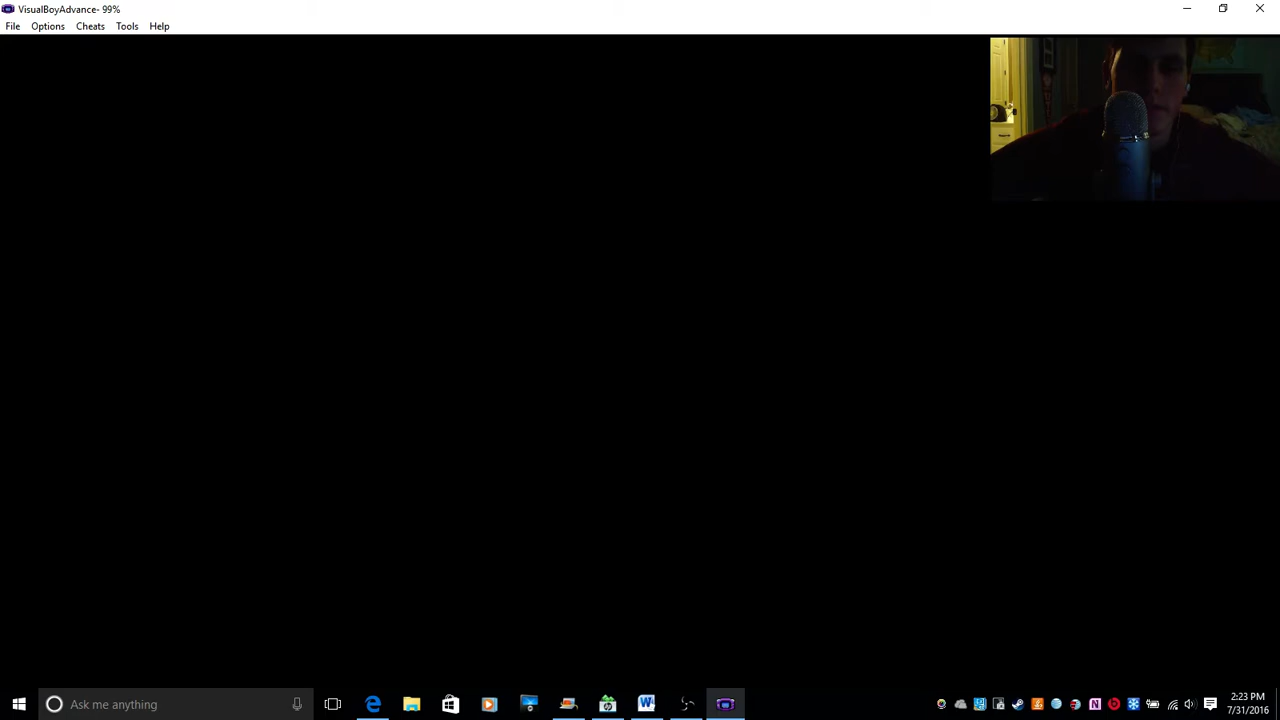 VisualBoyAdvance- 99%
File Options Cheats Tools Help
Ask me anything
2:23 PM
7/31/2016